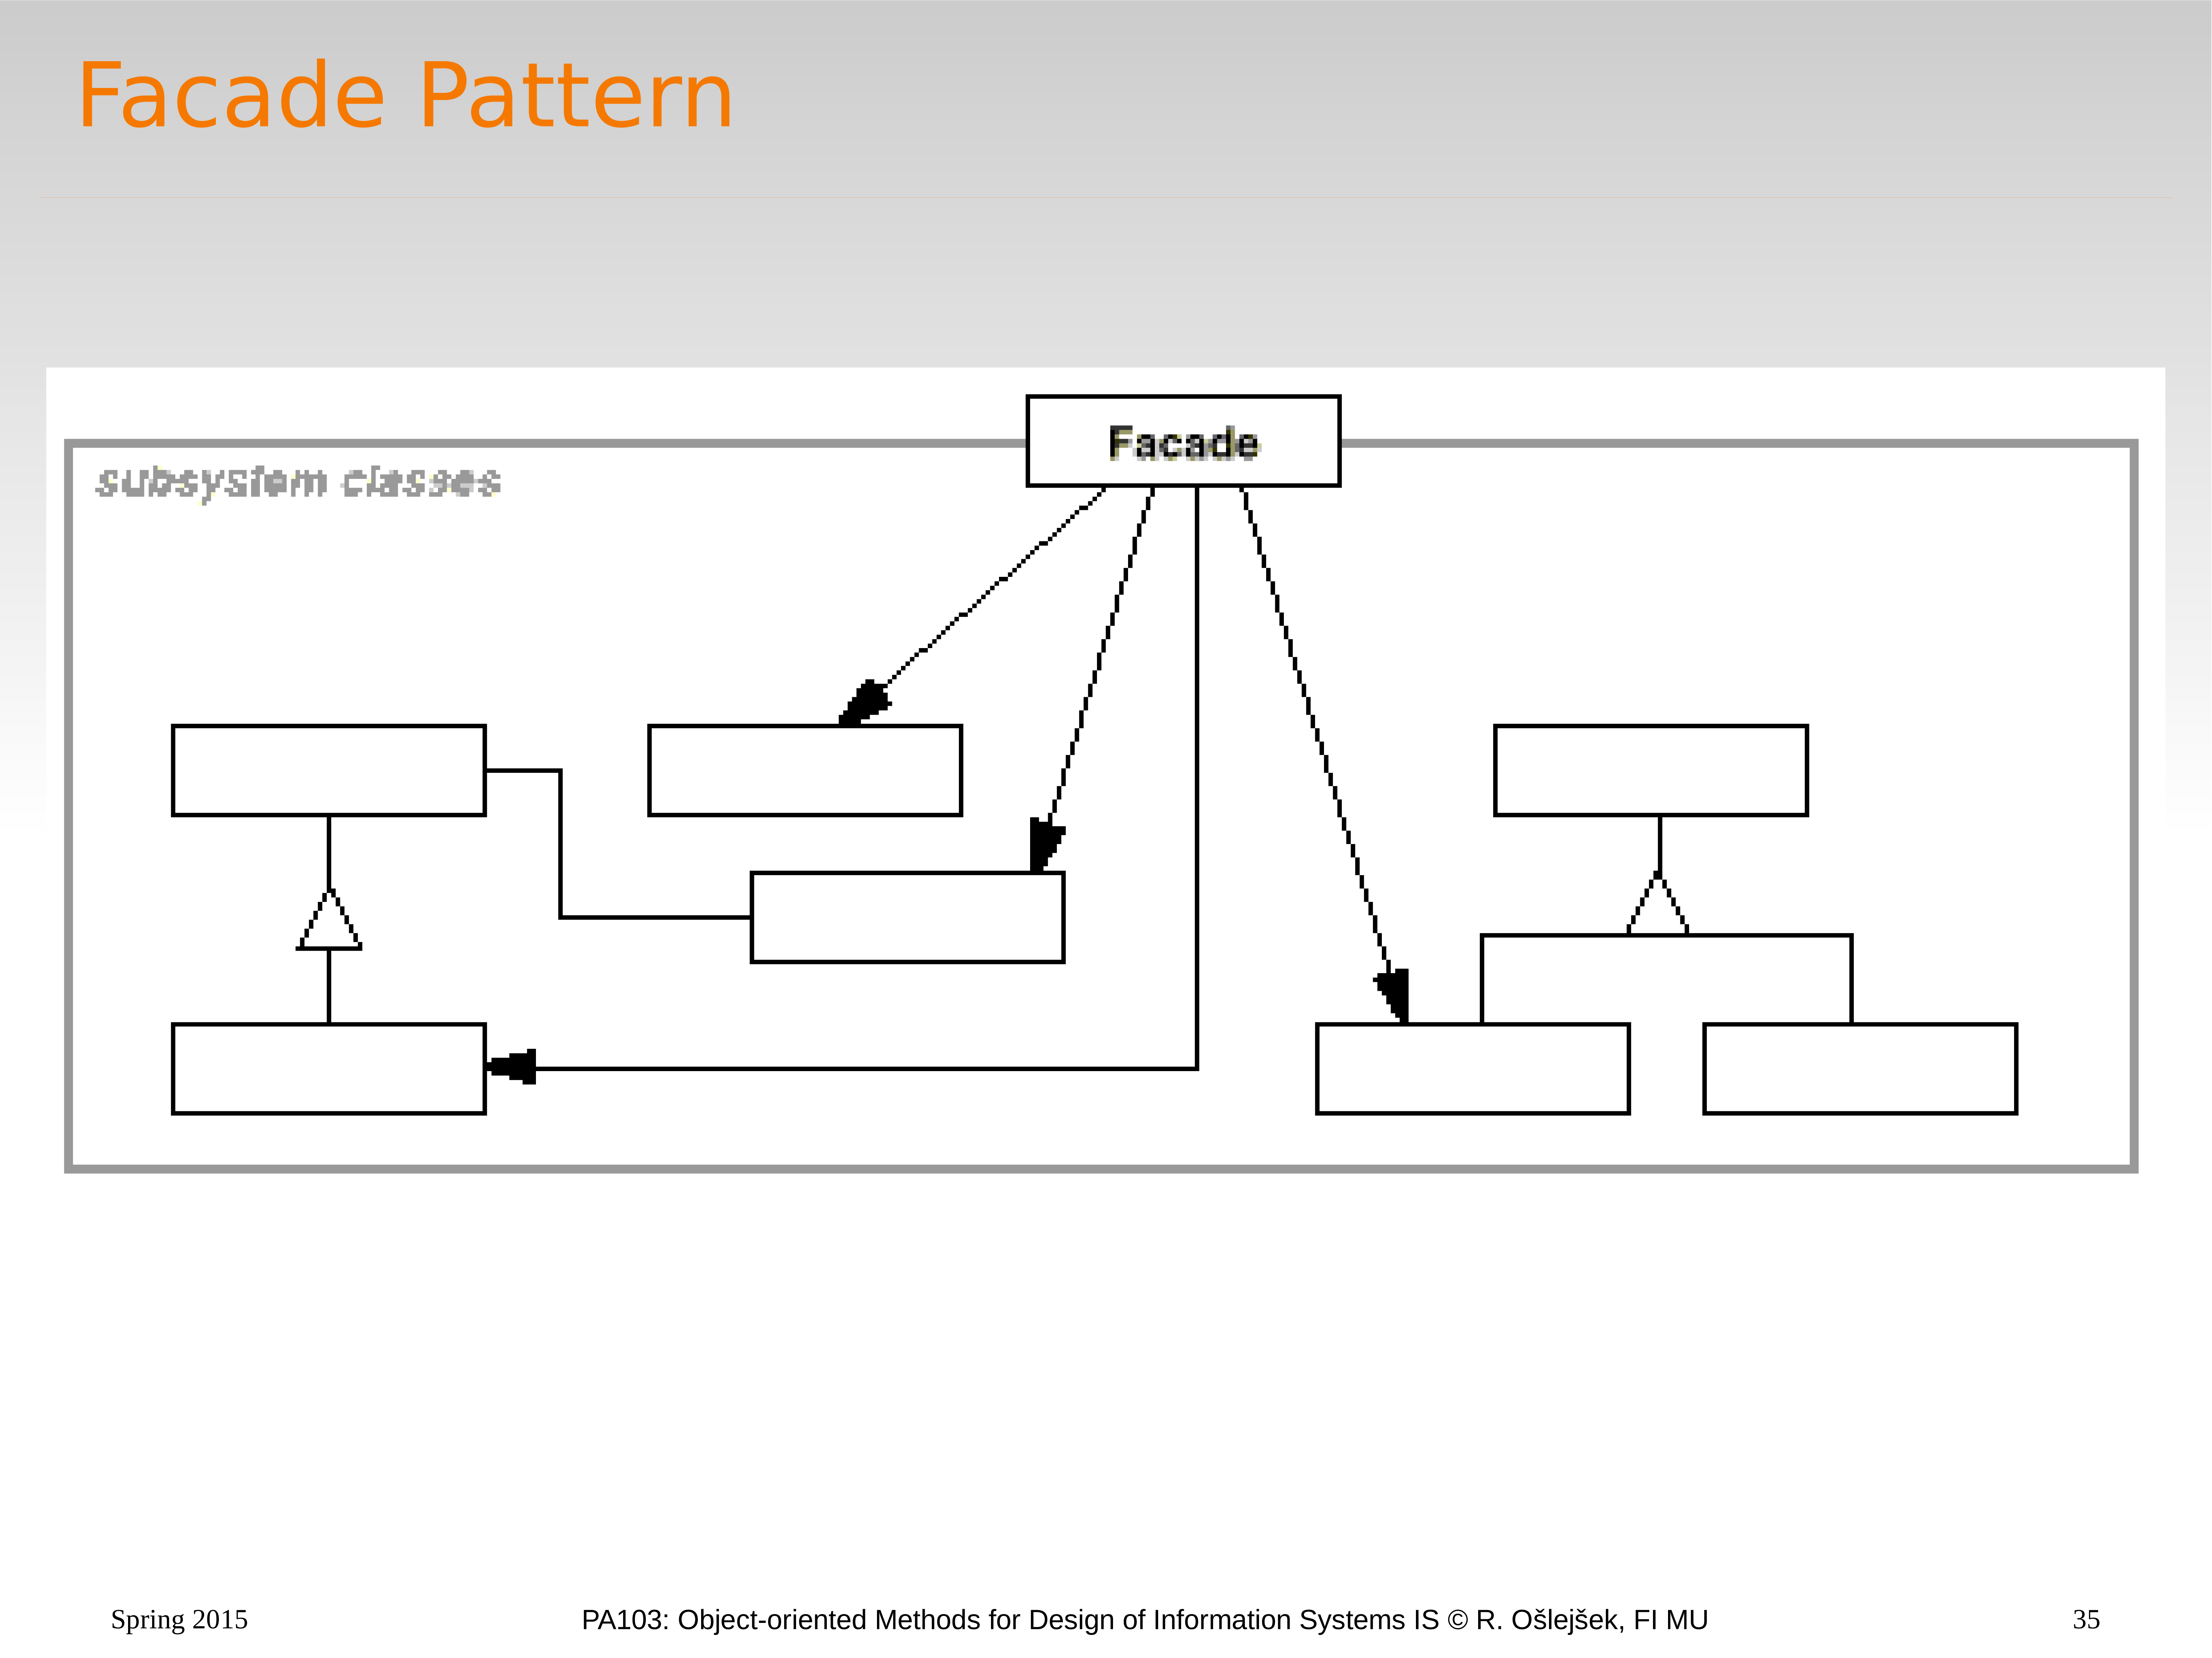 Facade Pattern
Facade
subsystem classes
Spring 2015
PA103: Object-oriented Methods for Design of Information Systems IS © R. Ošlejšek, FI MU
35